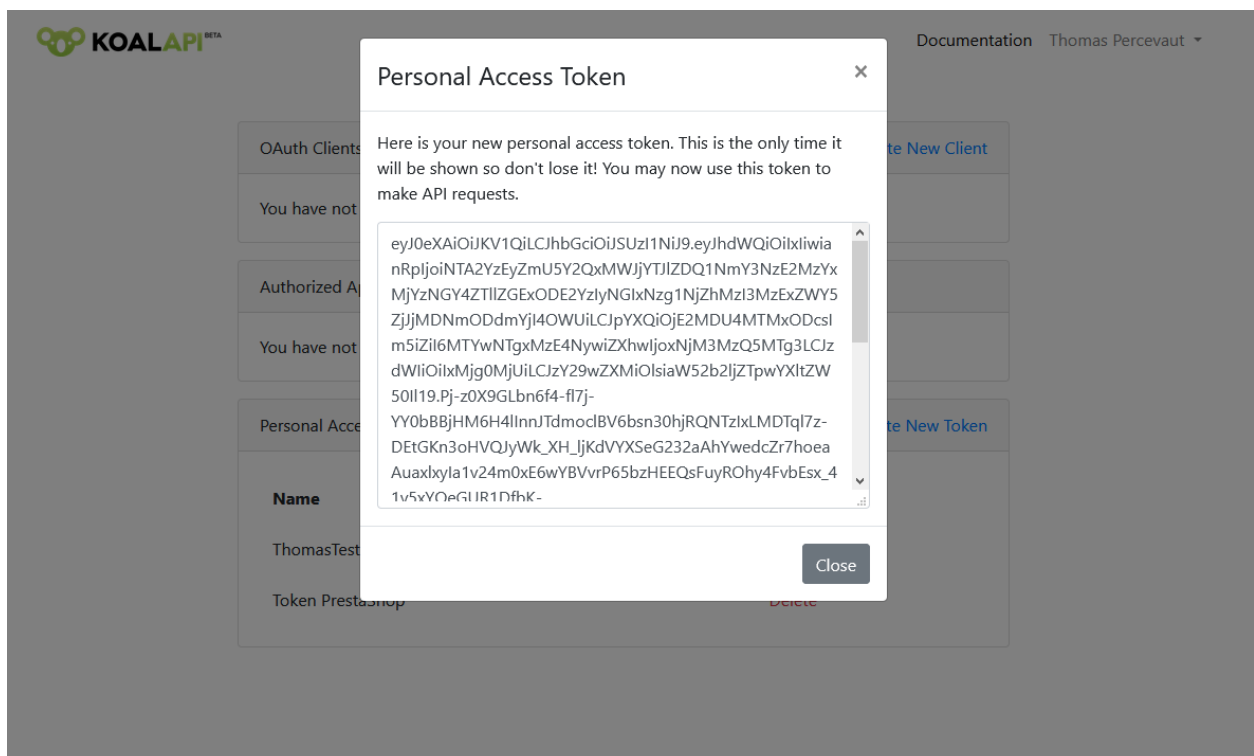 KOALAPI BETA
Documentation Thomas Percevaut
Personal Access Token
×
OAuth Clients
te New Client
Here is your new personal access token. This is the only time it
will be shown so don't lose it! You may now use this token to
make API requests.
You have not
eyJ0eXAiOiJKV1QiLCJhbGciOiJSUzI1NiJ9.eyJhdWQiOiIxIiwia
nRpIjoiNTA2YzEyZmU5Y2QxMWJjYTJlZDQ1NmY3NzE2MzYx
MjYzNGY4ZTllZGExODE2YzIyNGIxNzg1NjZhMzI3MzExZWY5
ZjJjMDNmODdmYjI4OWUiLCJpYXQiOjE2MDU4MTMxODcsI
m5iZiI6MTYwNTgxMzE4NywiZXhwIjoxNjM3MzQ5MTg3LCJz
dWIiOiIxMjg0MjUiLCJzY29wZXMiOlsiaW52b2ljZTpwYXltZW
50Il19.Pj-z0X9GLbn6f4-fl7j-
Authorized Ap
You have not
Personal Acce
te New Token
Name
ThomasTest
Close
Token PrestaShop
Delete